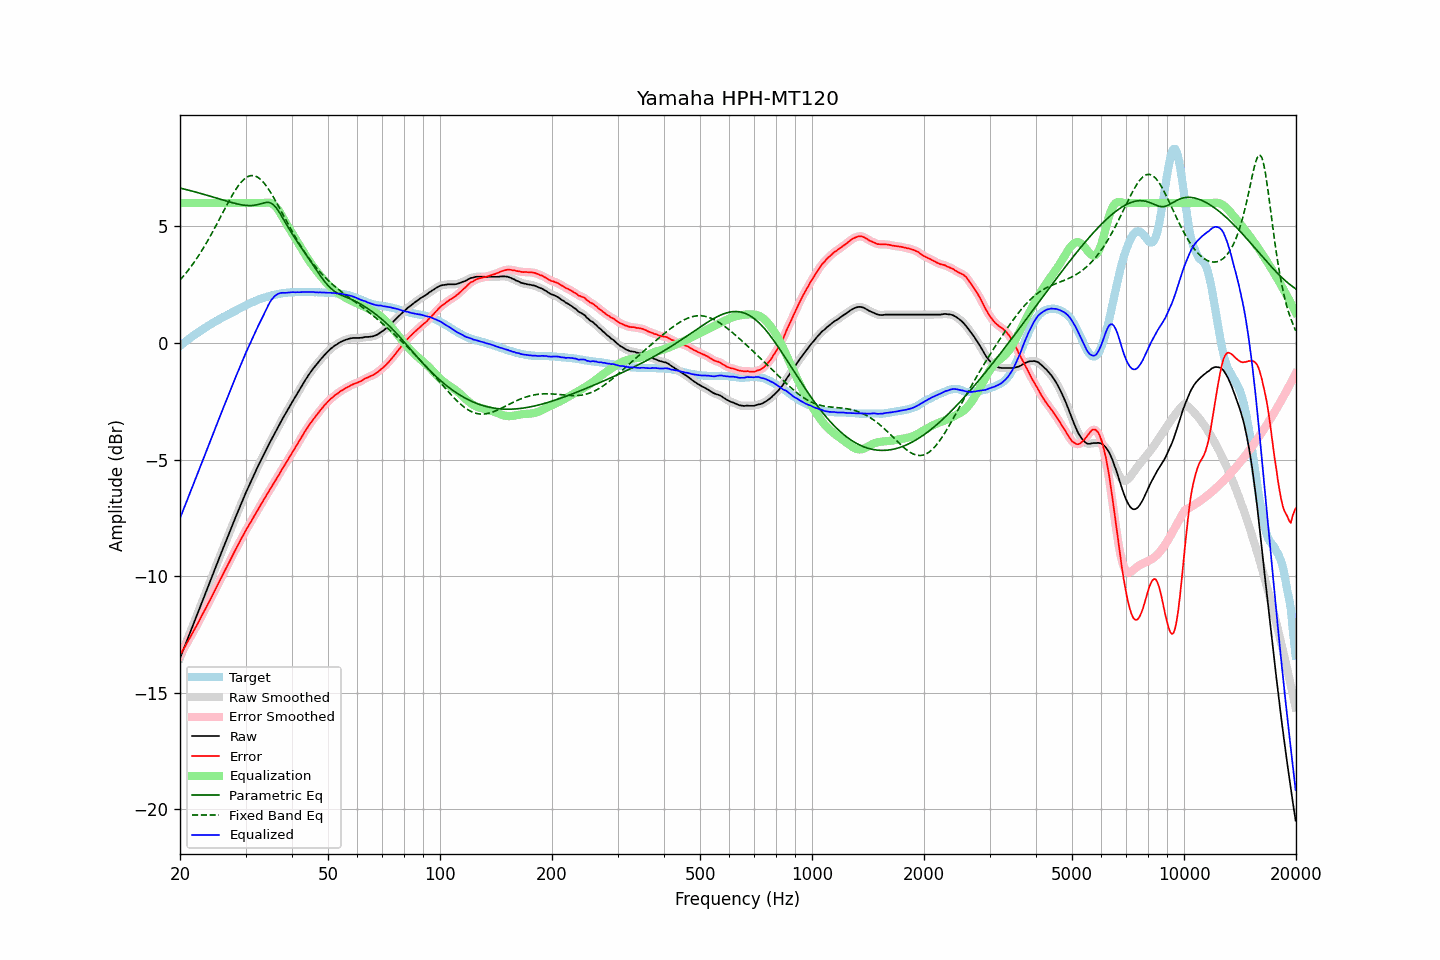 Yamaha HPH-MT120
Amplitude (dBr)
5
0
−5
−10
−15
−20
Target
Raw Smoothed
Error Smoothed
Raw
Error
Equalization
Parametric Eq
Fixed Band Eq
Equalized
20 50 100 200 500 1000 2000 5000 10000 20000
Frequency (Hz)